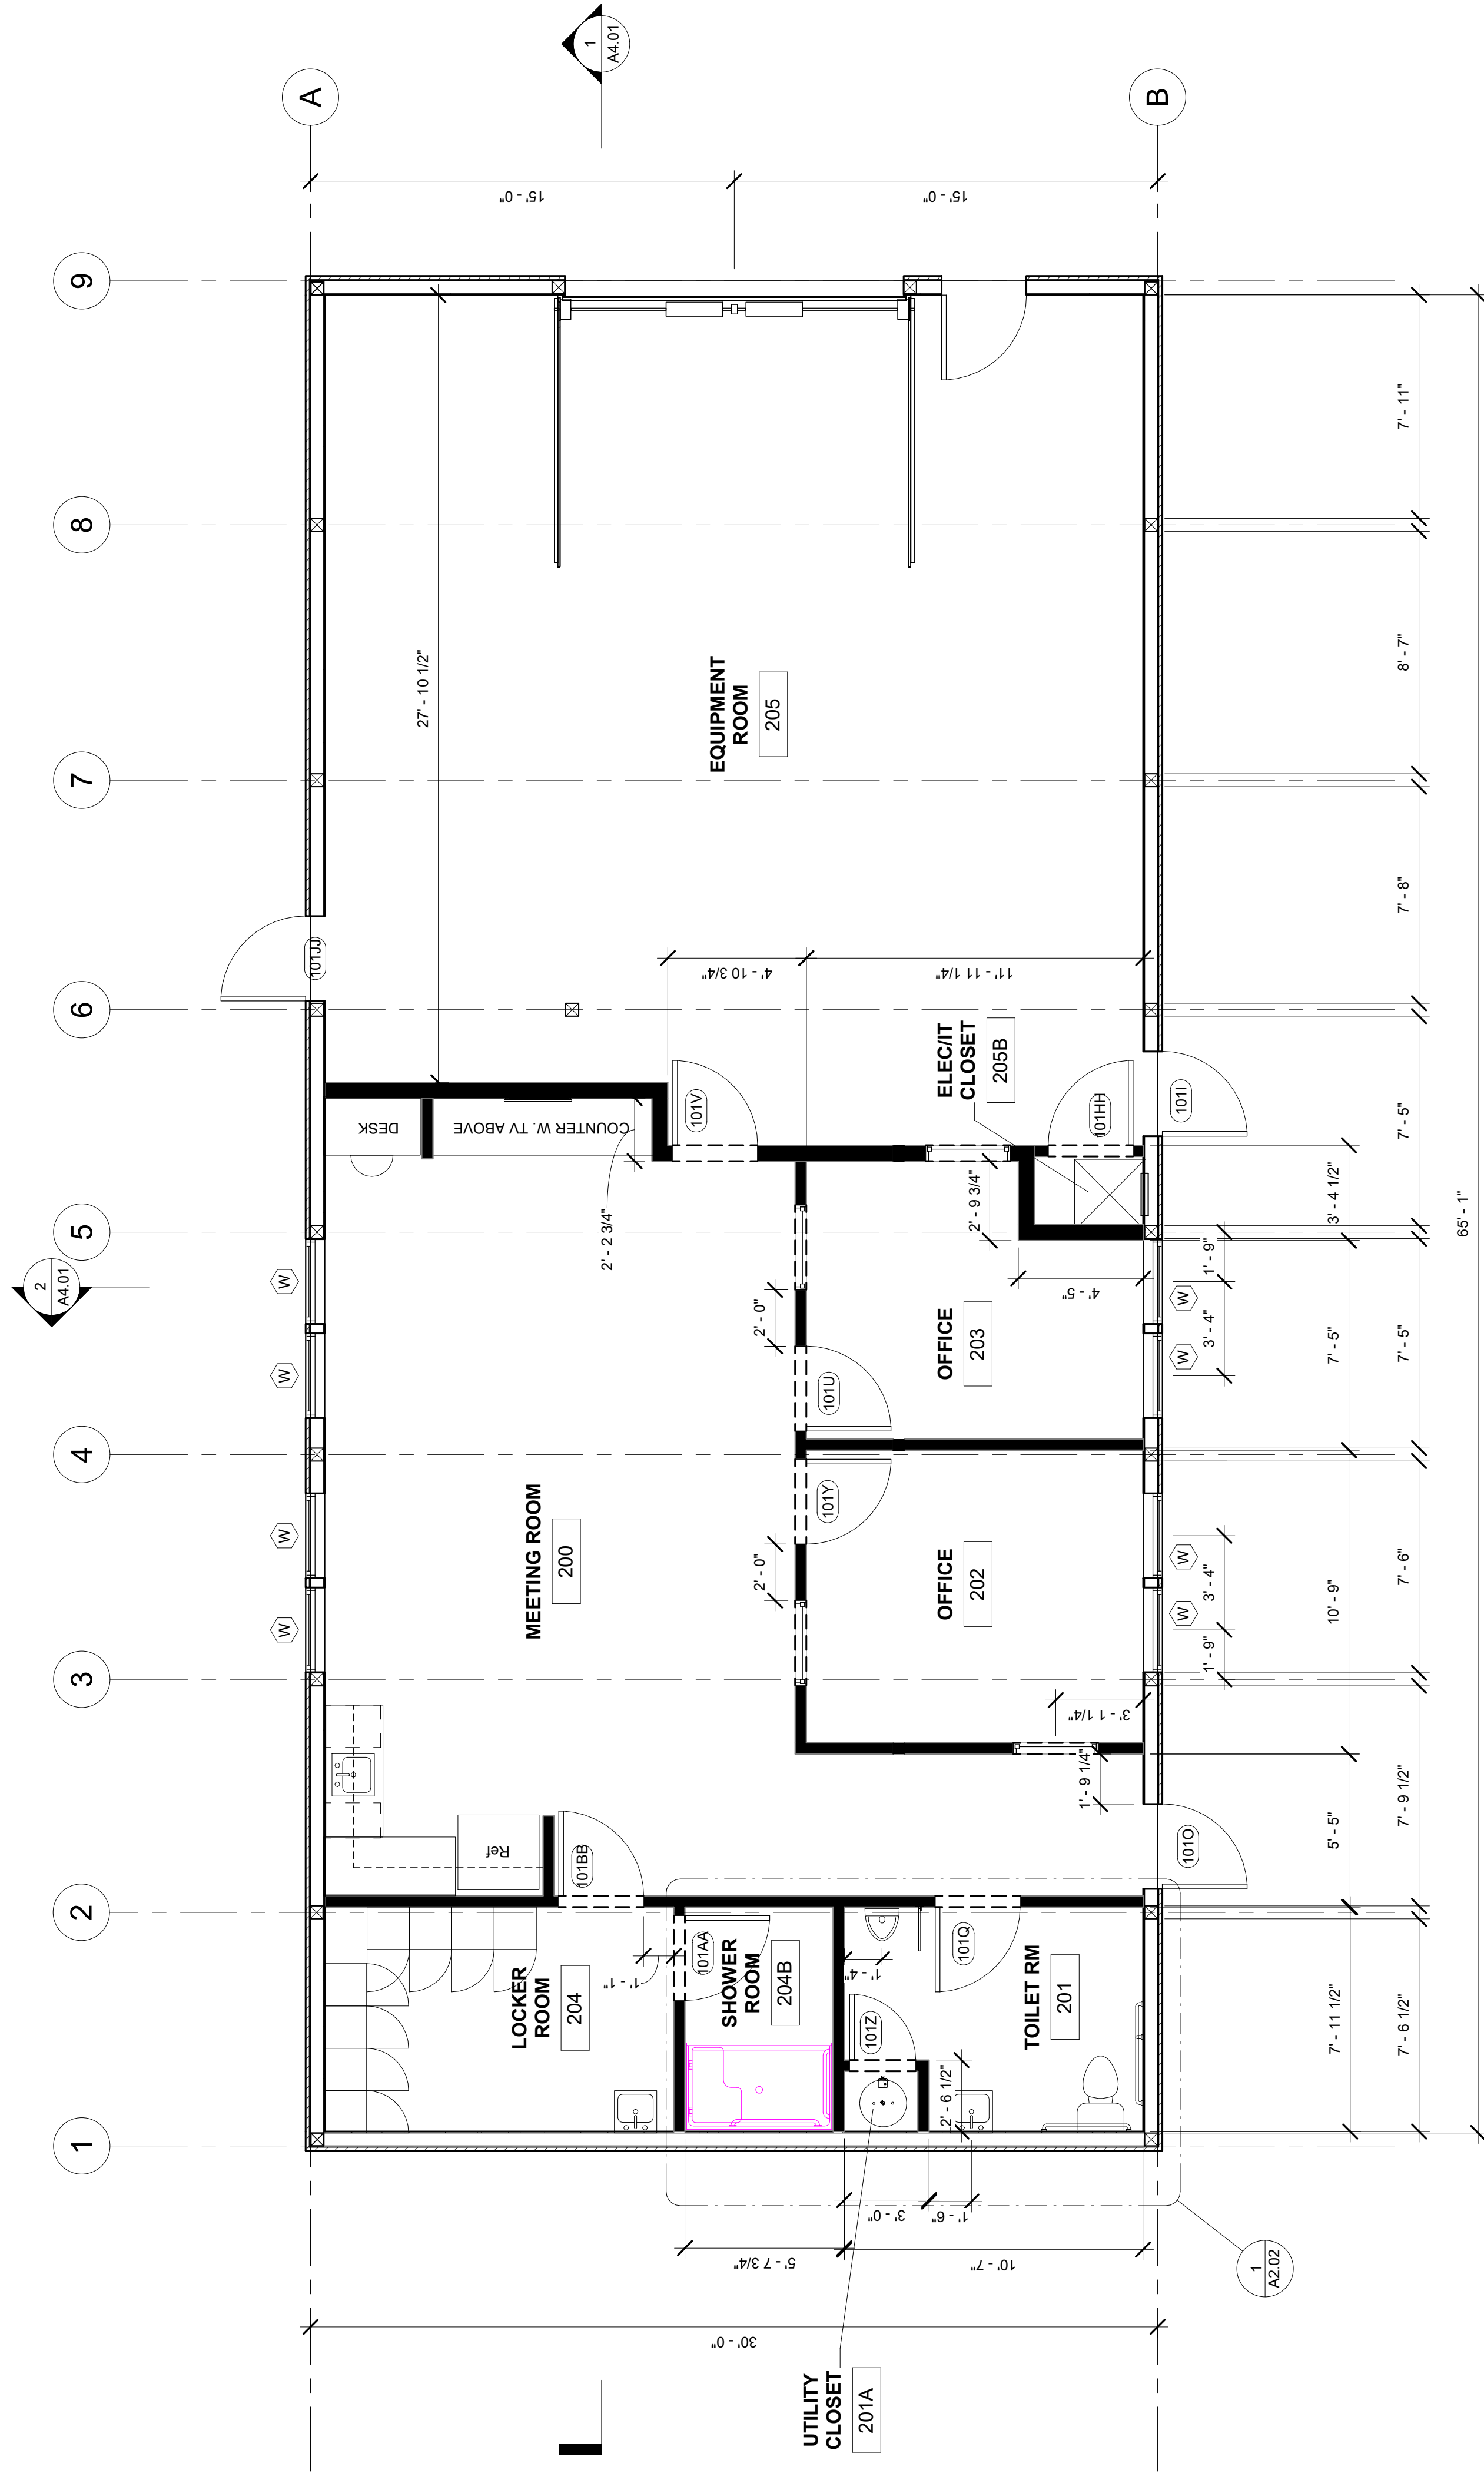 A
B
1
A4.01
15' - 0"
15' - 0"
9
8
7
6
5
4
3
2
1
2
A4.01
27' - 10 1/2"
EQUIPMENT
ROOM
205
101JJ
4' - 10 3/4"
11' - 11 1/4"
ELEC/IT
CLOSET
205B
101V
101HH
101I
DESK
COUNTER W. TV ABOVE
2' - 2 3/4"
2' - 9 3/4"
4' - 5"
W
W
W
W
MEETING ROOM
200
2' - 0"
2' - 0"
101U
101Y
OFFICE
203
OFFICE
202
3' - 1 1/4"
1' - 9 1/4"
W
W
W
W
1' - 9"
3' - 4"
3' - 4"
1' - 9"
Ref
101BB
101O
LOCKER
ROOM
204
1' - 1"
101AA
SHOWER
ROOM
204B
1' - 4"
101Q
101Z
TOILET RM
201
2' - 6 1/2"
3' - 0"
1' - 6"
5' - 7 3/4"
10' - 7"
30' - 0"
UTILITY
CLOSET
201A
1
A2.02
3' - 4 1/2"
7' - 5"
10' - 9"
5' - 5"
7' - 11 1/2"
7' - 11"
8' - 7"
7' - 8"
7' - 5"
7' - 5"
7' - 6"
7' - 9 1/2"
7' - 6 1/2"
65' - 1"